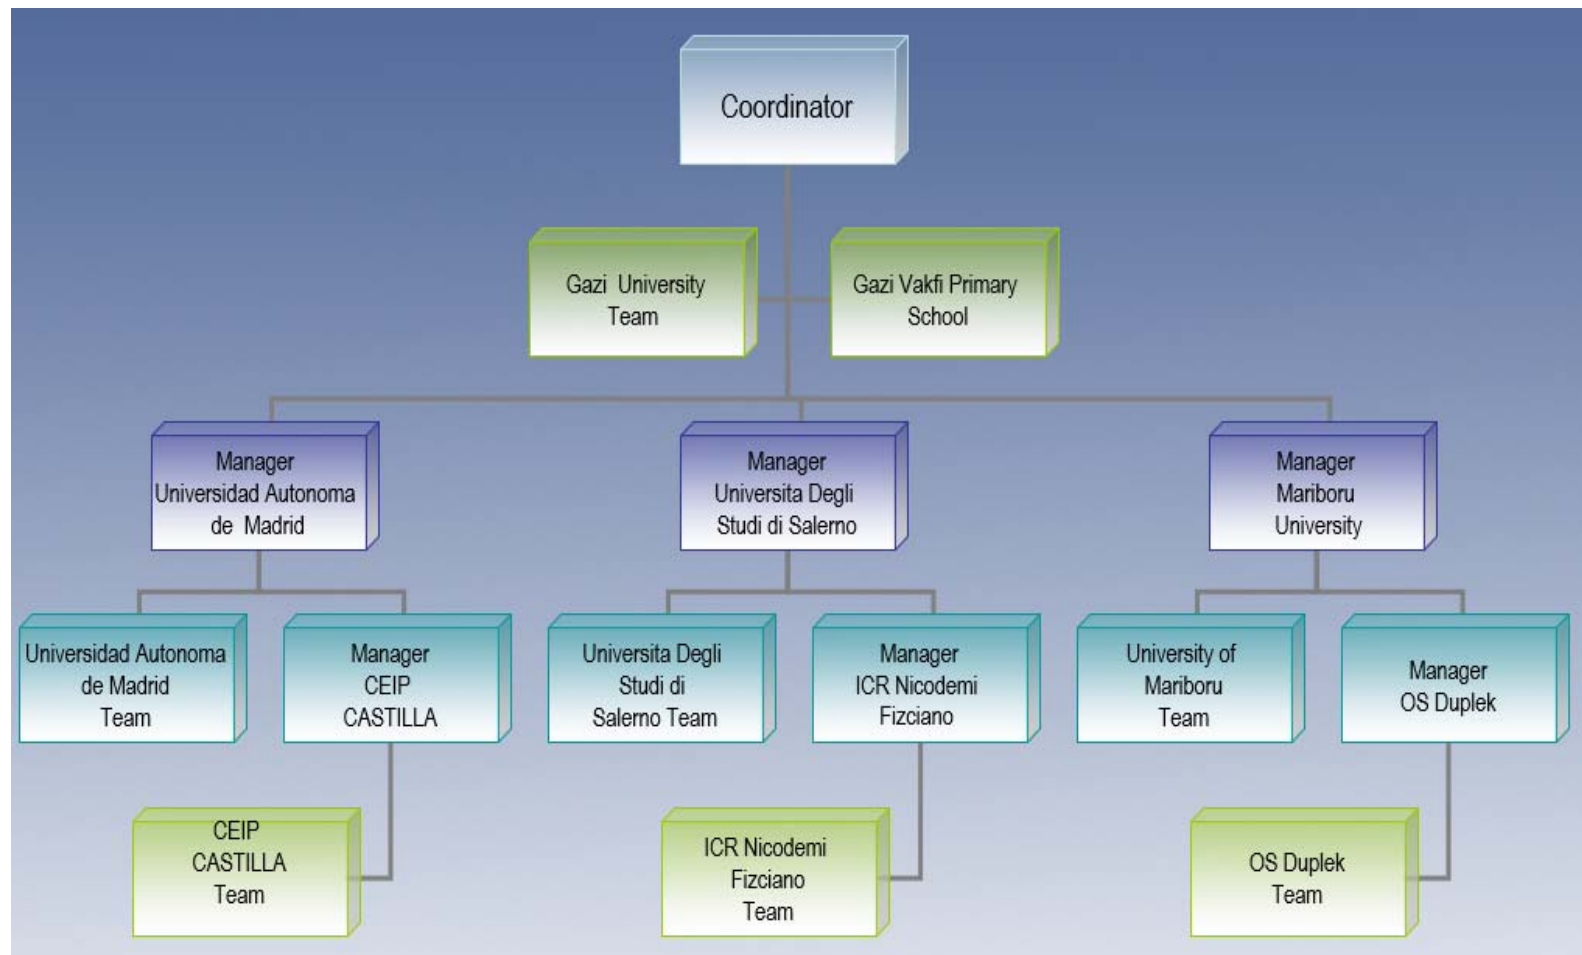 Coordinator
Gazi University
Team
Gazi Vakfi Primary
School
Manager
Universidad Autonoma
de Madrid
Manager
Universita Degli
Studi di Salerno
Manager
Mariboru
University
Universidad Autonoma
de Madrid
Team
Manager
CEIP
CASTILLA
Universita Degli
Studi di
Salerno Team
Manager
ICR Nicodemi
Fizciano
University of
Mariboru
Team
Manager
OS Duplek
CEIP
CASTILLA
Team
ICR Nicodemi
Fizciano
Team
OS Duplek
Team